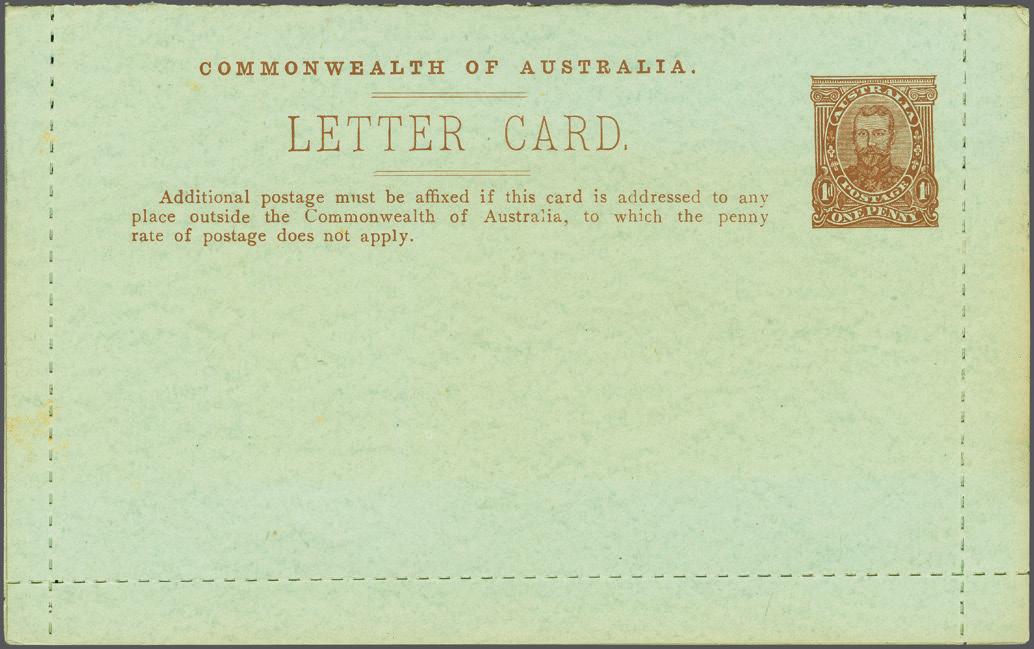 COMMONWEALTH OF AUSTRALIA.
LETTER CARD.
Additional postage must be affixed if this card is addressed to any
place outside the Commonwealth of Australia, to which the penny
rate of postage does not apply.
AUSTRALIA
1D POSTAGE 1D
ONE PENNY